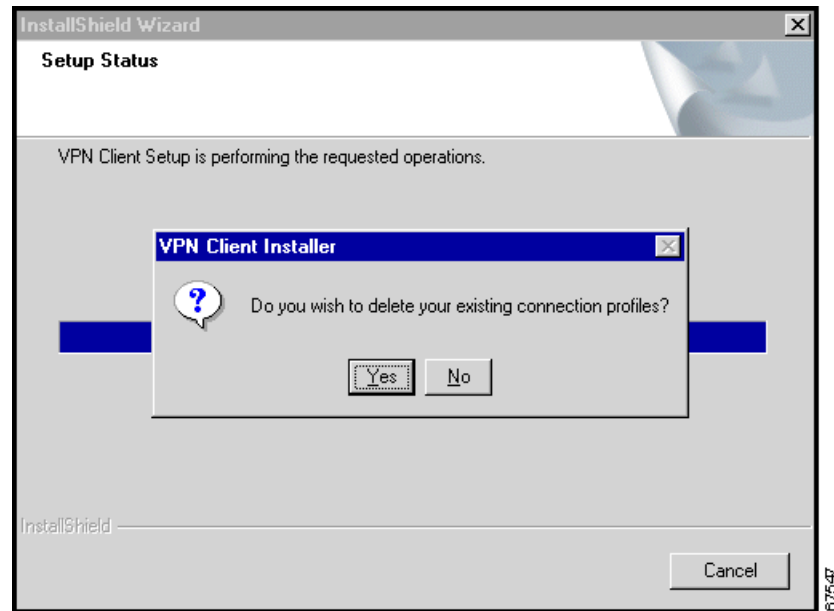 InstallShield Wizard
Setup Status
VPN Client Setup is performing the requested operations.
VPN Client Installer
?
Do you wish to delete your existing connection profiles?
Yes
No
InstallShield
Cancel
67547